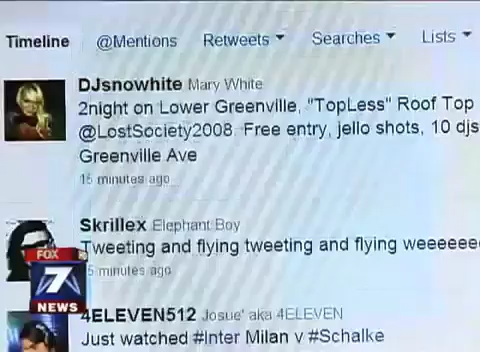 Timeline @Mentions Retweets Searches Lists
DJsnowhite Mary White
2night on Lower Greenville, "TopLess" Roof Top
@LostSociety2008. Free entry, jello shots, 10 djs
Greenville Ave
15 minutes ago
Skrillex Elephant Boy
Tweeting and flying tweeting and flying weeeeeee
5 minutes ago
FOX
7
NEWS
4ELEVEN512 Josue' aka 4ELEVEN
Just watched #Inter Milan v #Schalke